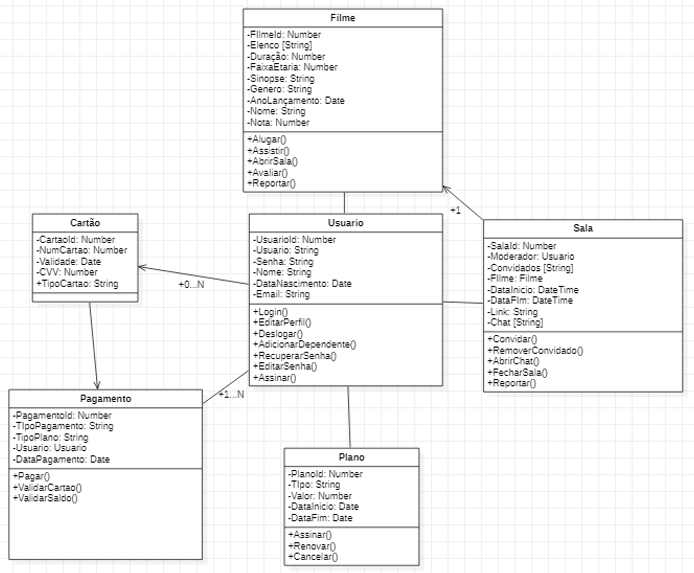 Filme
-FIlmeId: Number
-Elenco [String]
-Duração: Number
-FaixaEtaria: Number
-Sinopse: String
-Genero: String
-AnoLançamento: Date
-Nome: String
-Nota: Number
+Alugar()
+Assistir()
+AbrirSala()
+Avaliar()
+Reportar()
+1
Cartão
-CartaoId: Number
-NumCartao: Number
-Validade: Date
-CVV: Number
+TipoCartao: String
+0...N
Usuario
-UsuarioId: Number
-Usuario: String
-Senha: String
-Nome: String
-DataNascimento: Date
-Email: String
+Login()
+EditarPerfil()
+Deslogar()
+AdicionarDependente()
+RecuperarSenha()
+EditarSenha()
+Assinar()
Sala
-SalaId: Number
-Moderador: Usuario
-Convidados [String]
-FIlme: Filme
-DataInicio: DateTime
-DataFIm: DateTime
-Link: String
-Chat [String]
+Convidar()
+RemoverConvidado()
+AbrirChat()
+FecharSala()
+Reportar()
+1...N
Pagamento
-PagamentoId: Number
-TIpoPagamento: String
-TipoPlano: String
-Usuario: Usuario
-DataPagamento: Date
+Pagar()
+ValidarCartao()
+ValidarSaldo()
Plano
-PlanoId: Number
-TIpo: String
-Valor: Number
-DataInicio: Date
-DataFim: Date
+Assinar()
+Renovar()
+Cancelar()